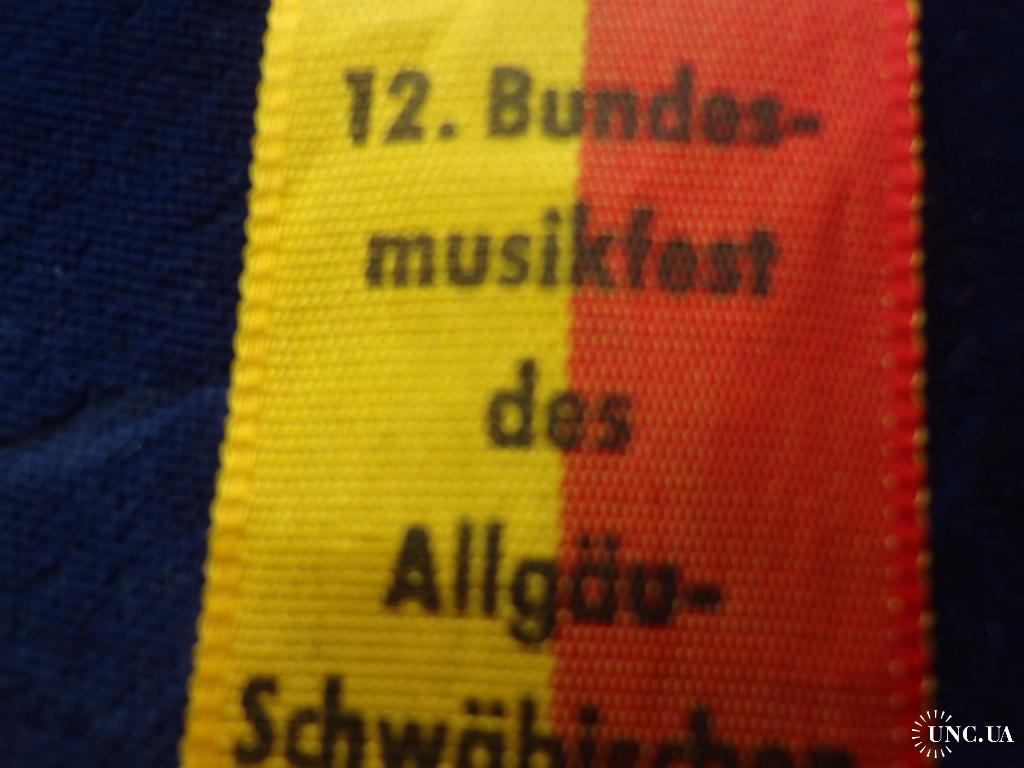 12. Bundes-
musikfest
des
Allgäu-
Schwäbischen
UNC.UA